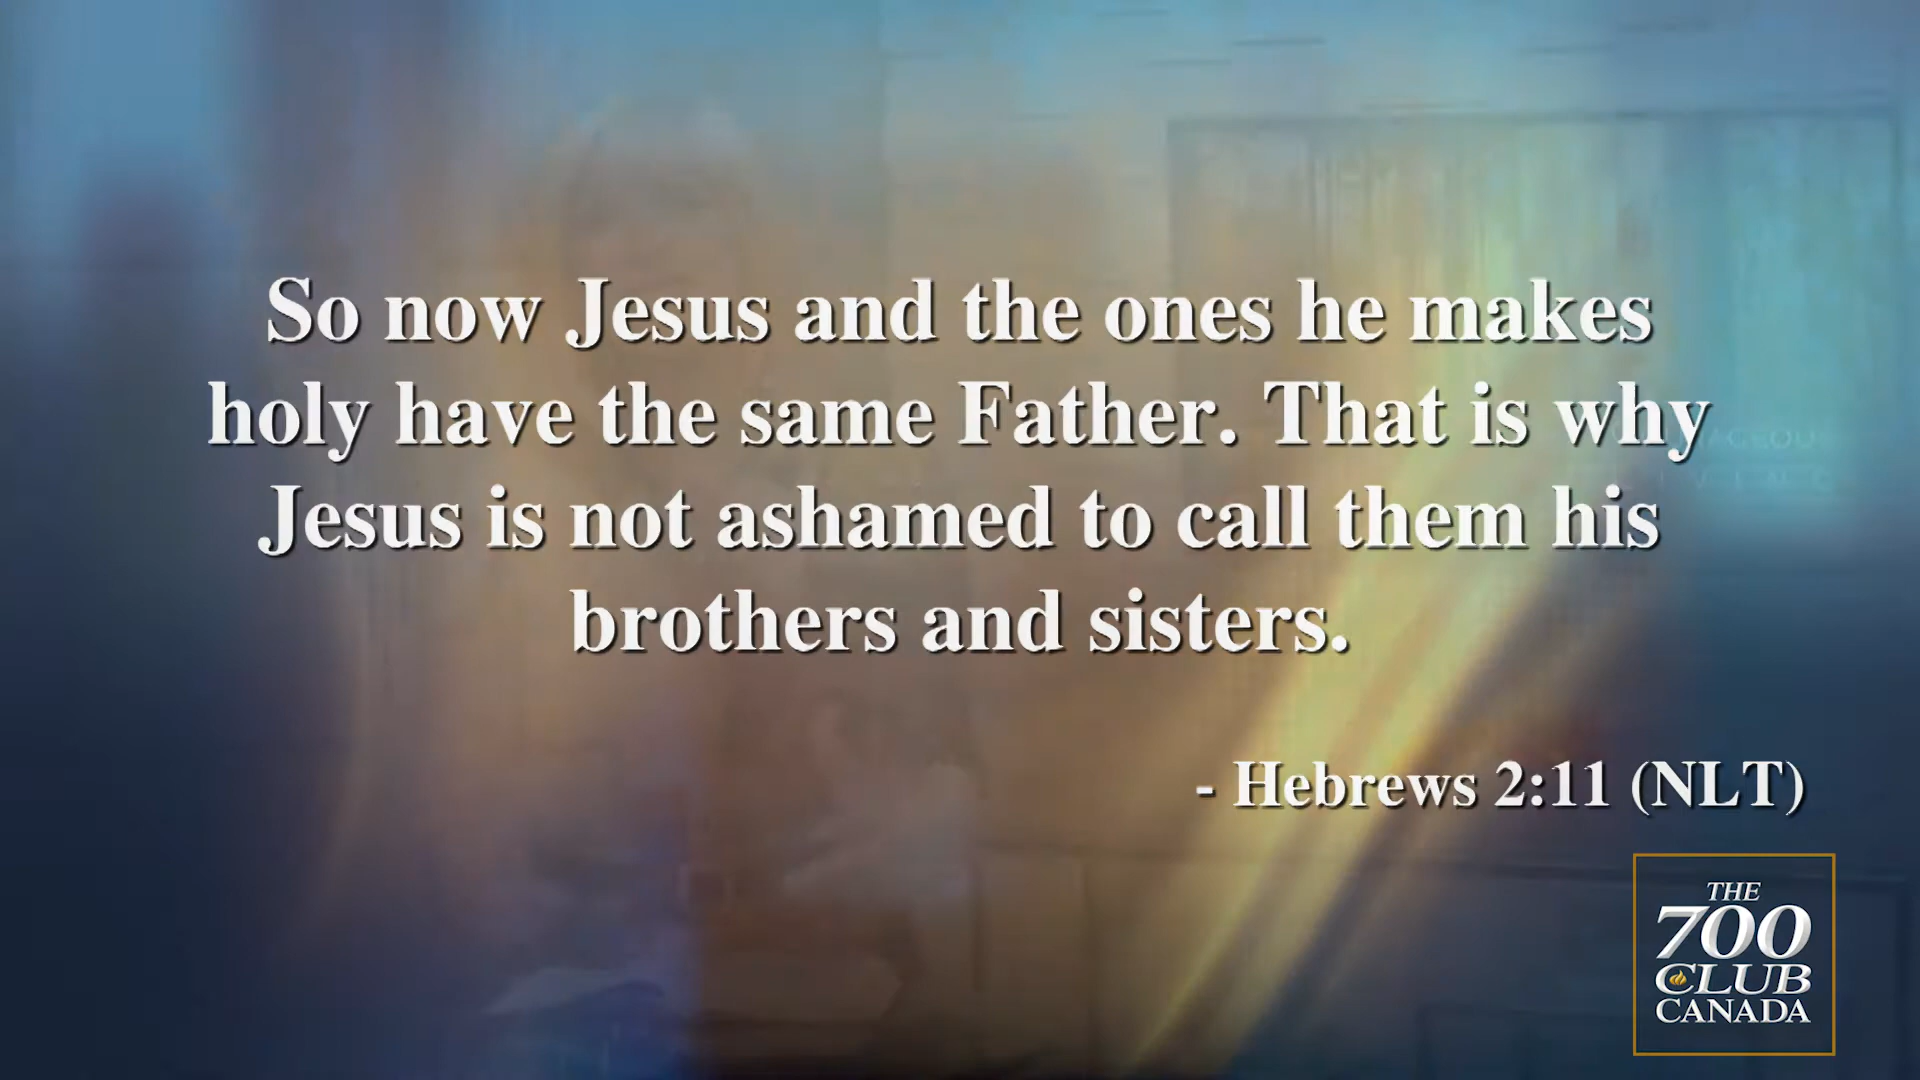 So now Jesus and the ones he makes
holy have the same Father. That is why
Jesus is not ashamed to call them his
brothers and sisters.
- Hebrews 2:11 (NLT)
THE
700
CLUB
CANADA